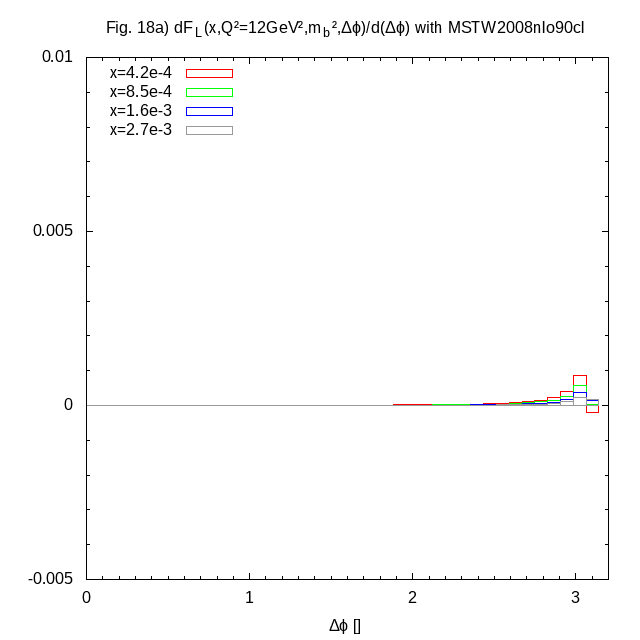 Fig. 18a) dF_L(x,Q²=12GeV²,m_b²,Δϕ)/d(Δϕ) with MSTW2008nlo90cl
0.01
x=4.2e-4
x=8.5e-4
x=1.6e-3
x=2.7e-3
0.005
0
-0.005
0 1 2 3
Δϕ []